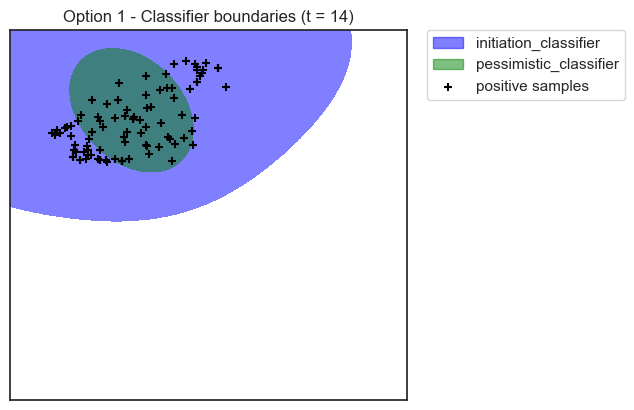 Option 1 - Classifier boundaries (t = 14)
initiation_classifier
pessimistic_classifier
positive samples